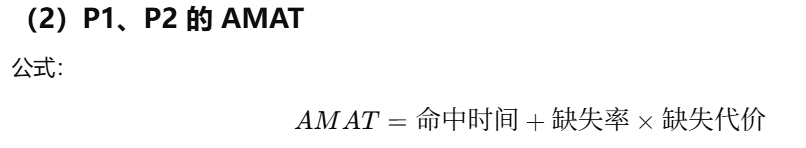 （2）P1、P2 的 AMAT
公式：
AMAT = 命中时间 + 缺失率 × 缺失代价